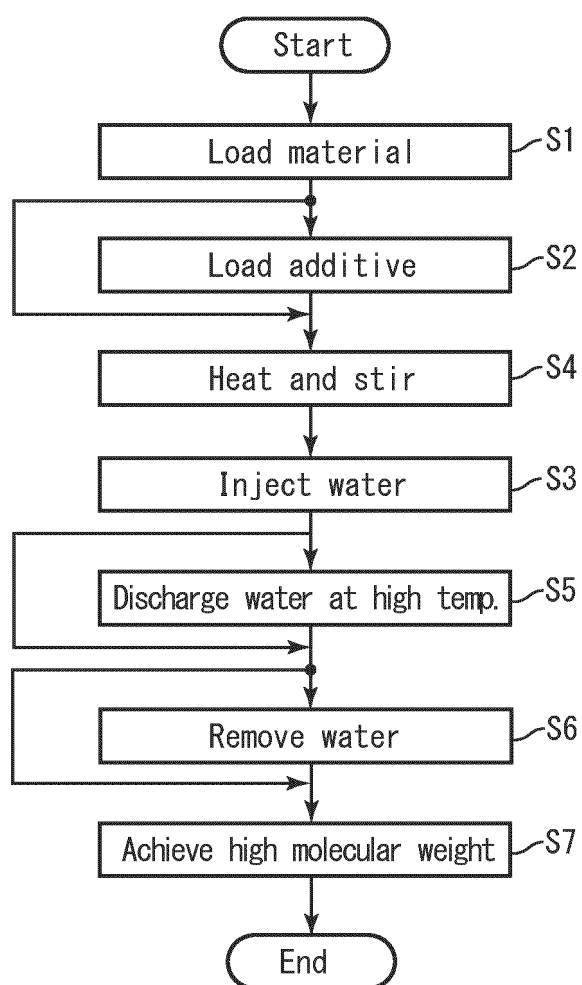 Start
Load material
S1
Load additive
S2
Heat and stir
S4
Inject water
S3
Discharge water at high temp.
S5
Remove water
S6
Achieve high molecular weight
S7
End